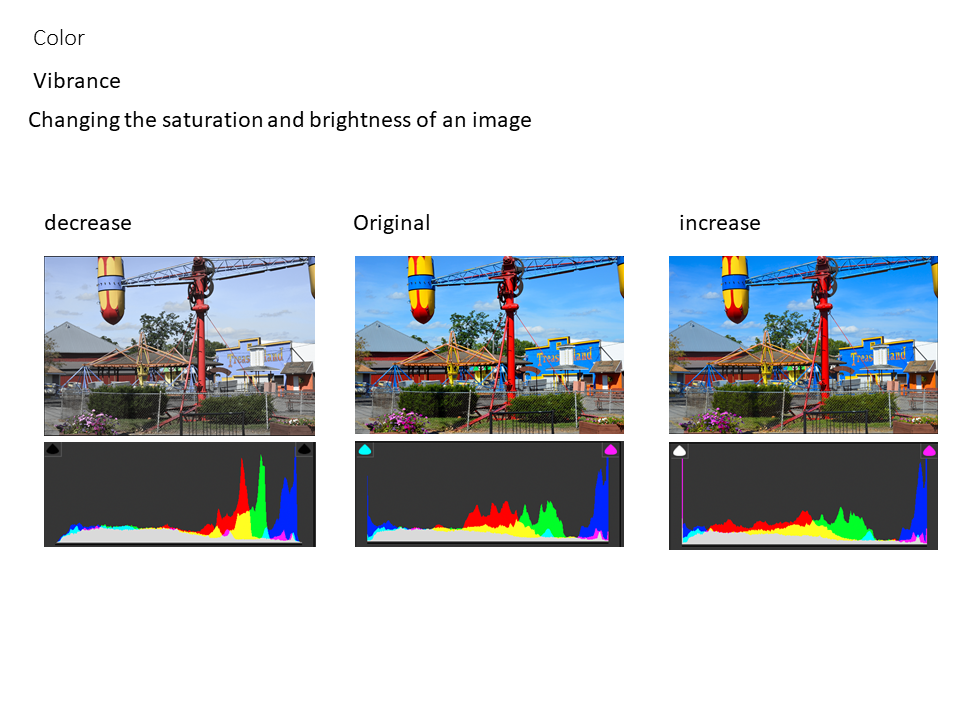 Color
Vibrance
Changing the saturation and brightness of an image
decrease
Original
increase